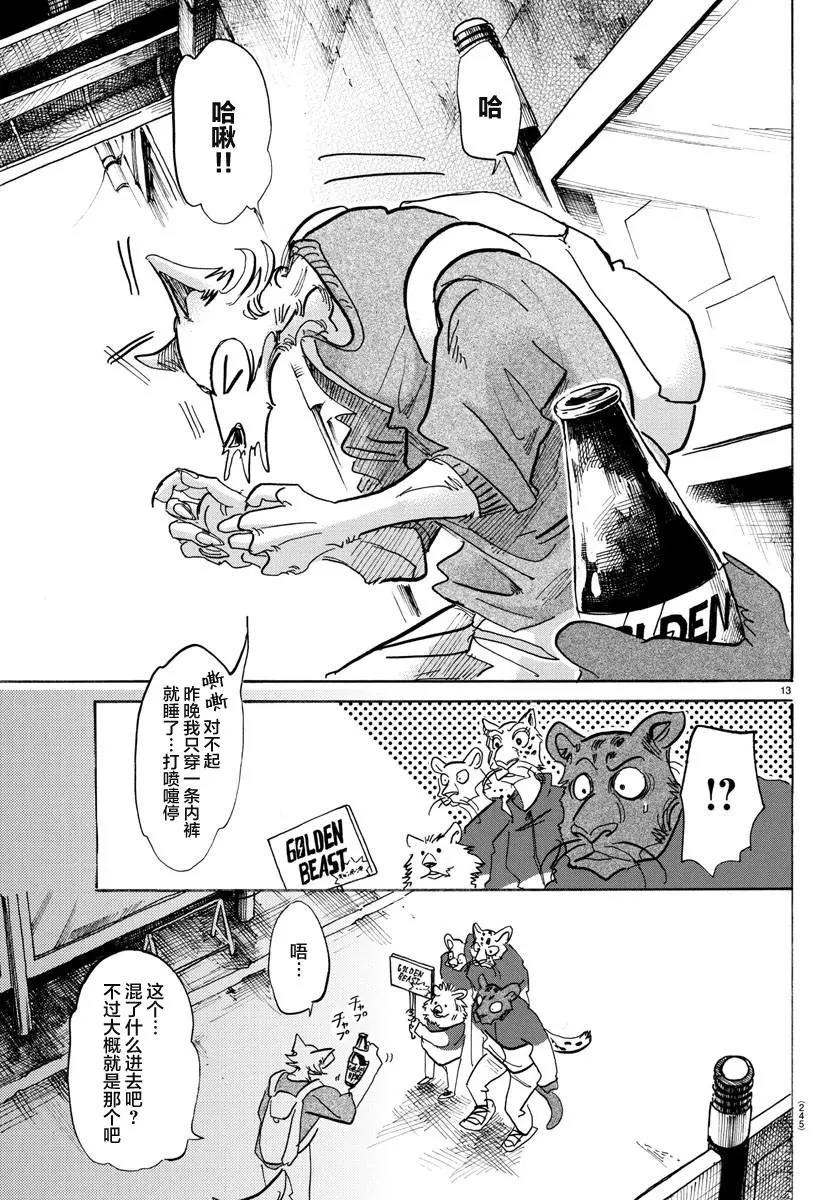 哈
哈
啾!!
GOLDEN
13
!?
嘶嘶 对不起
昨晚我只穿一条内裤
就睡了…打喷嚏停
GOLDEN
BEAST
唔…
GOLDEN
BEAST
チャプ
チャプ
这个…
混了什么进去吧?
不过大概就是那个吧
(245)